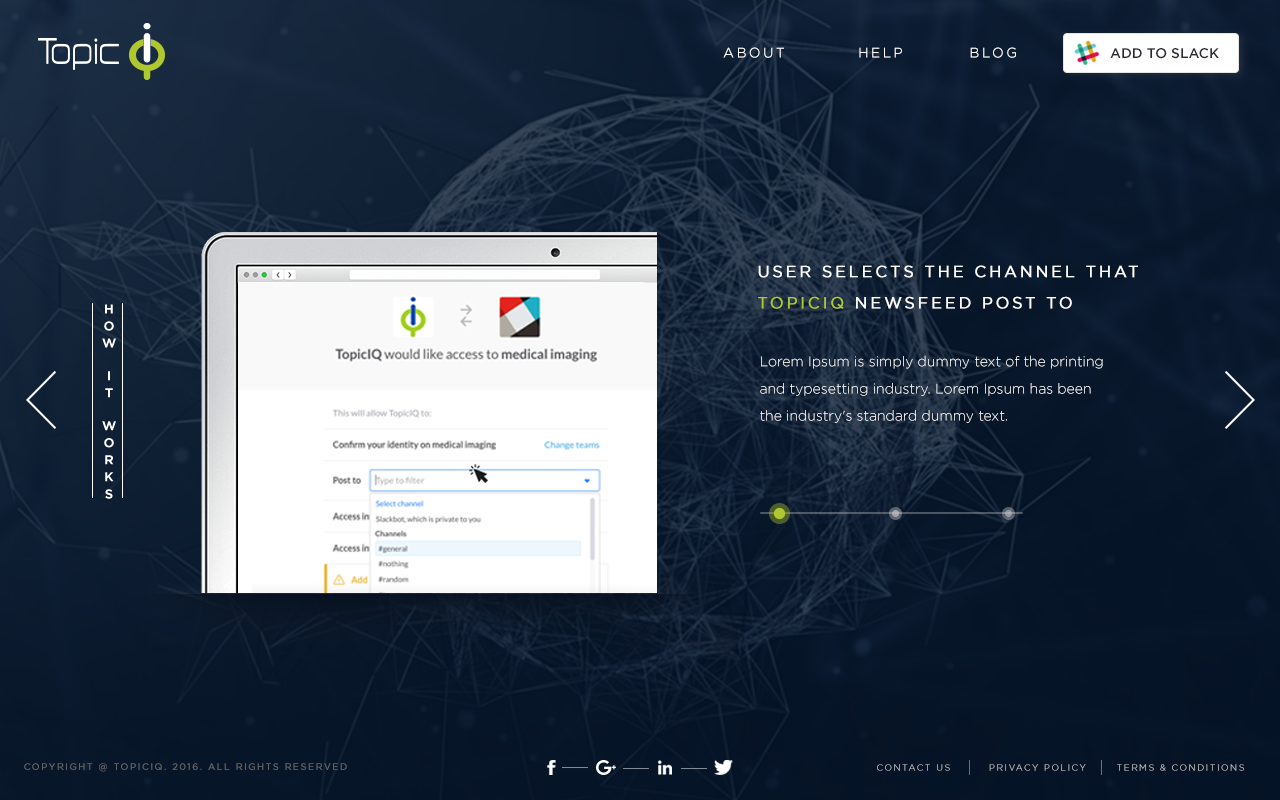 Topic
ABOUT
HELP
BLOG
ADD TO SLACK
HOW IT WORKS
TopicIQ would like access to medical imaging
This will allow TopicIQ to:
Confirm your identity on medical imaging
Change teams
Post to
Type to filter
Select channel
Slackbot, which is private to you
Access in
Channels
#general
Access in
#nothing
Add
#random
USER SELECTS THE CHANNEL THAT
TOPICIQ NEWSFEED POST TO
Lorem Ipsum is simply dummy text of the printing
and typesetting industry. Lorem Ipsum has been
the industry's standard dummy text.
COPYRIGHT @ TOPICIQ. 2016. ALL RIGHTS RESERVED
f
G+
in
CONTACT US
PRIVACY POLICY
TERMS & CONDITIONS